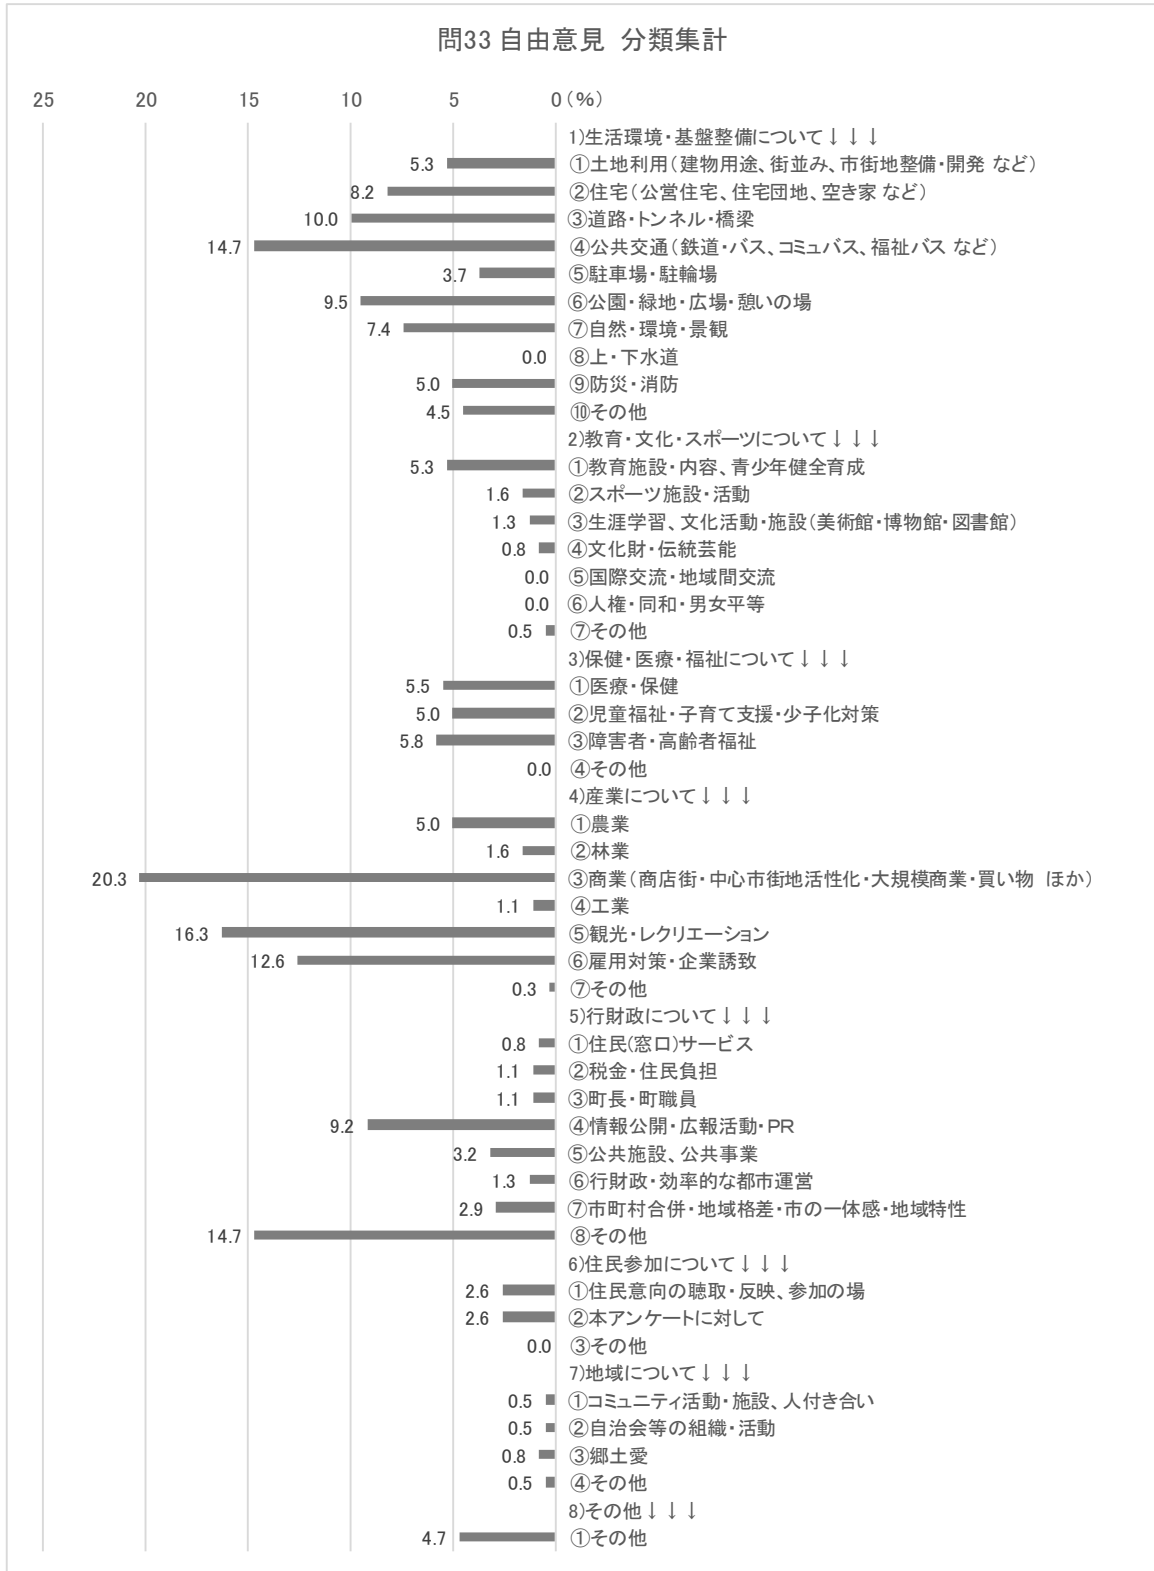 問33 自由意見 分類集計
25 20 15 10 5 0(%)
1)生活環境・基盤整備について↓↓↓
5.3 ①土地利用(建物用途、街並み、市街地整備・開発 など)
8.2 ②住宅(公営住宅、住宅団地、空き家 など)
10.0 ③道路・トンネル・橋梁
14.7 ④公共交通(鉄道・バス、コミュバス、福祉バス など)
3.7 ⑤駐車場・駐輪場
9.5 ⑥公園・緑地・広場・憩いの場
7.4 ⑦自然・環境・景観
0.0 ⑧上・下水道
5.0 ⑨防災・消防
4.5 ⑩その他
2)教育・文化・スポーツについて↓↓↓
5.3 ①教育施設・内容、青少年健全育成
1.6 ②スポーツ施設・活動
1.3 ③生涯学習、文化活動・施設(美術館・博物館・図書館)
0.8 ④文化財・伝統芸能
0.0 ⑤国際交流・地域間交流
0.0 ⑥人権・同和・男女平等
0.5 ⑦その他
3)保健・医療・福祉について↓↓↓
5.5 ①医療・保健
5.0 ②児童福祉・子育て支援・少子化対策
5.8 ③障害者・高齢者福祉
0.0 ④その他
4)産業について↓↓↓
5.0 ①農業
1.6 ②林業
20.3 ③商業(商店街・中心市街地活性化・大規模商業・買い物 ほか)
1.1 ④工業
16.3 ⑤観光・レクリエーション
12.6 ⑥雇用対策・企業誘致
0.3 ⑦その他
5)行財政について↓↓↓
0.8 ①住民(窓口)サービス
1.1 ②税金・住民負担
1.1 ③町長・町職員
9.2 ④情報公開・広報活動・PR
3.2 ⑤公共施設、公共事業
1.3 ⑥行財政・効率的な都市運営
2.9 ⑦市町村合併・地域格差・市の一体感・地域特性
14.7 ⑧その他
6)住民参加について↓↓↓
2.6 ①住民意向の聴取・反映、参加の場
2.6 ②本アンケートに対して
0.0 ③その他
7)地域について↓↓↓
0.5 ①コミュニティ活動・施設、人付き合い
0.5 ②自治会等の組織・活動
0.8 ③郷土愛
0.5 ④その他
8)その他↓↓↓
4.7 ①その他